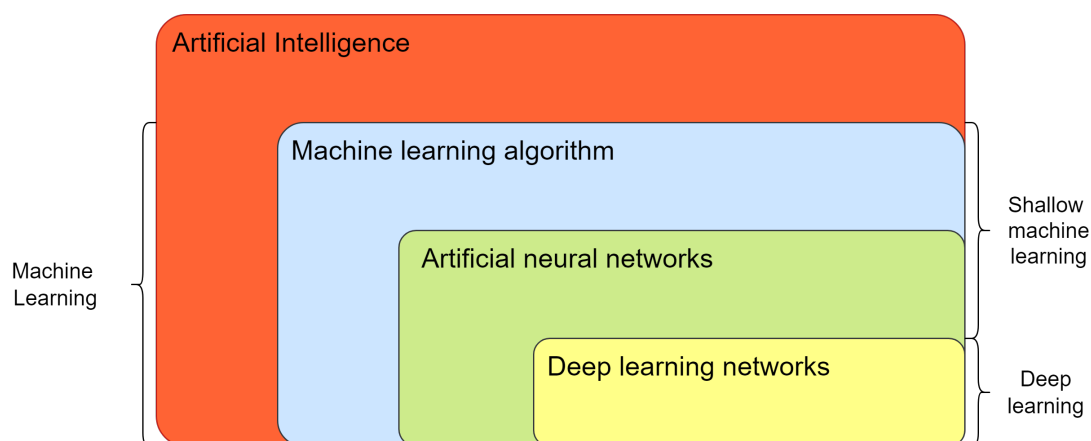 Artificial Intelligence
Machine learning algorithm
Artificial neural networks
Deep learning networks
Machine
Learning
Shallow
machine
learning
Deep
learning